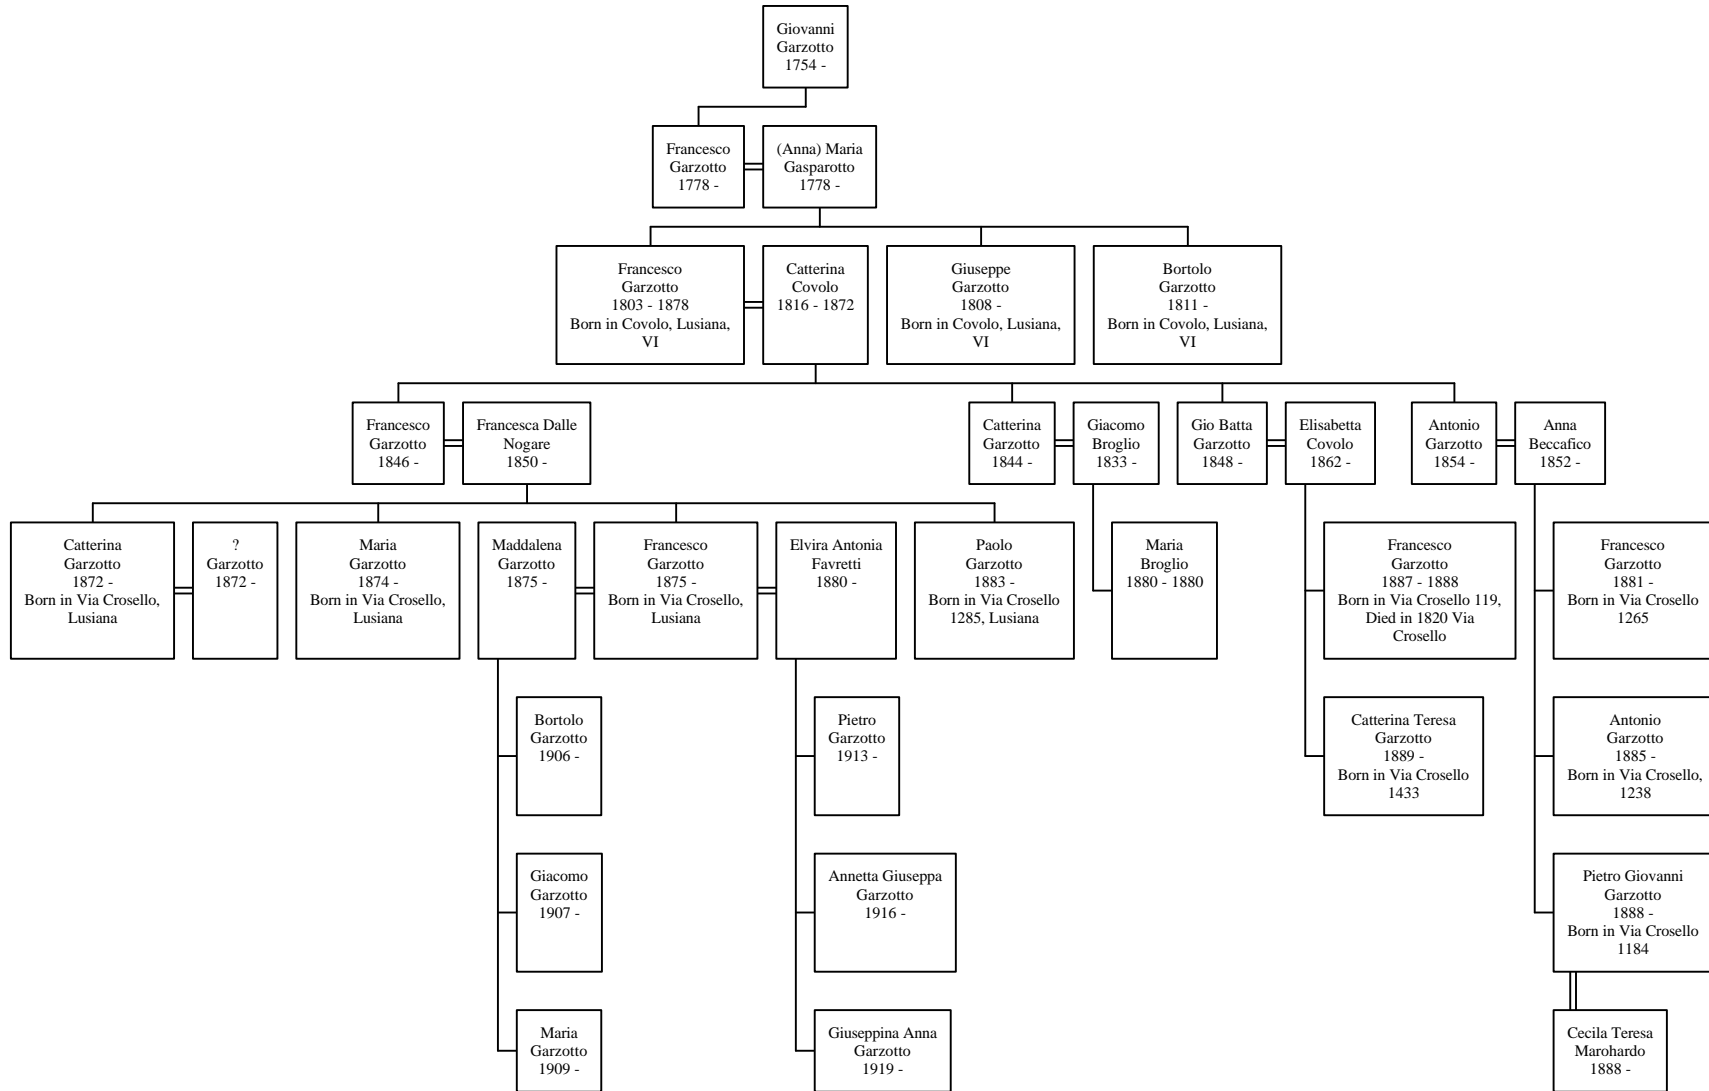 Giovanni
Garzotto
1754 -
Francesco
Garzotto
1778 -
(Anna) Maria
Gasparotto
1778 -
Francesco
Garzotto
1803 - 1878
Born in Covolo, Lusiana,
VI
Catterina
Covolo
1816 - 1872
Giuseppe
Garzotto
1808 -
Born in Covolo, Lusiana,
VI
Bortolo
Garzotto
1811 -
Born in Covolo, Lusiana,
VI
Francesco
Garzotto
1846 -
Francesca Dalle
Nogare
1850 -
Catterina
Garzotto
1844 -
Giacomo
Broglio
1833 -
Gio Batta
Garzotto
1848 -
Elisabetta
Covolo
1862 -
Antonio
Garzotto
1854 -
Anna
Beccafico
1852 -
Catterina
Garzotto
1872 -
Born in Via Crosello,
Lusiana
?
Garzotto
1872 -
Maria
Garzotto
1874 -
Born in Via Crosello,
Lusiana
Maddalena
Garzotto
1875 -
Francesco
Garzotto
1875 -
Born in Via Crosello,
Lusiana
Elvira Antonia
Favretti
1880 -
Paolo
Garzotto
1883 -
Born in Via Crosello
1285, Lusiana
Maria
Broglio
1880 - 1880
Francesco
Garzotto
1887 - 1888
Born in Via Crosello 119,
Died in 1820 Via
Crosello
Francesco
Garzotto
1881 -
Born in Via Crosello
1265
Bortolo
Garzotto
1906 -
Pietro
Garzotto
1913 -
Catterina Teresa
Garzotto
1889 -
Born in Via Crosello
1433
Antonio
Garzotto
1885 -
Born in Via Crosello,
1238
Giacomo
Garzotto
1907 -
Annetta Giuseppa
Garzotto
1916 -
Pietro Giovanni
Garzotto
1888 -
Born in Via Crosello
1184
Maria
Garzotto
1909 -
Giuseppina Anna
Garzotto
1919 -
Cecila Teresa
Marohardo
1888 -